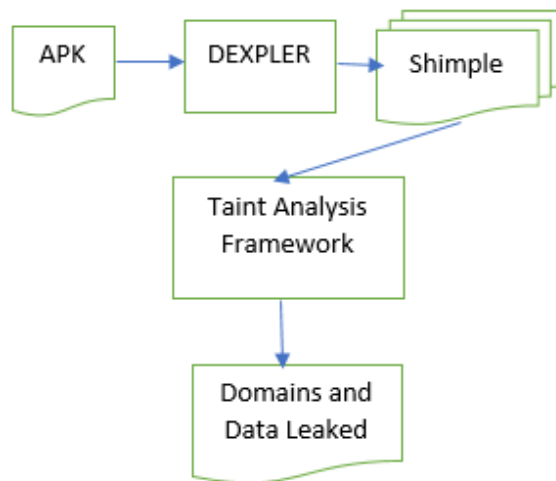 APK
DEXPLER
Shimple
Taint Analysis
Framework
Domains and
Data Leaked